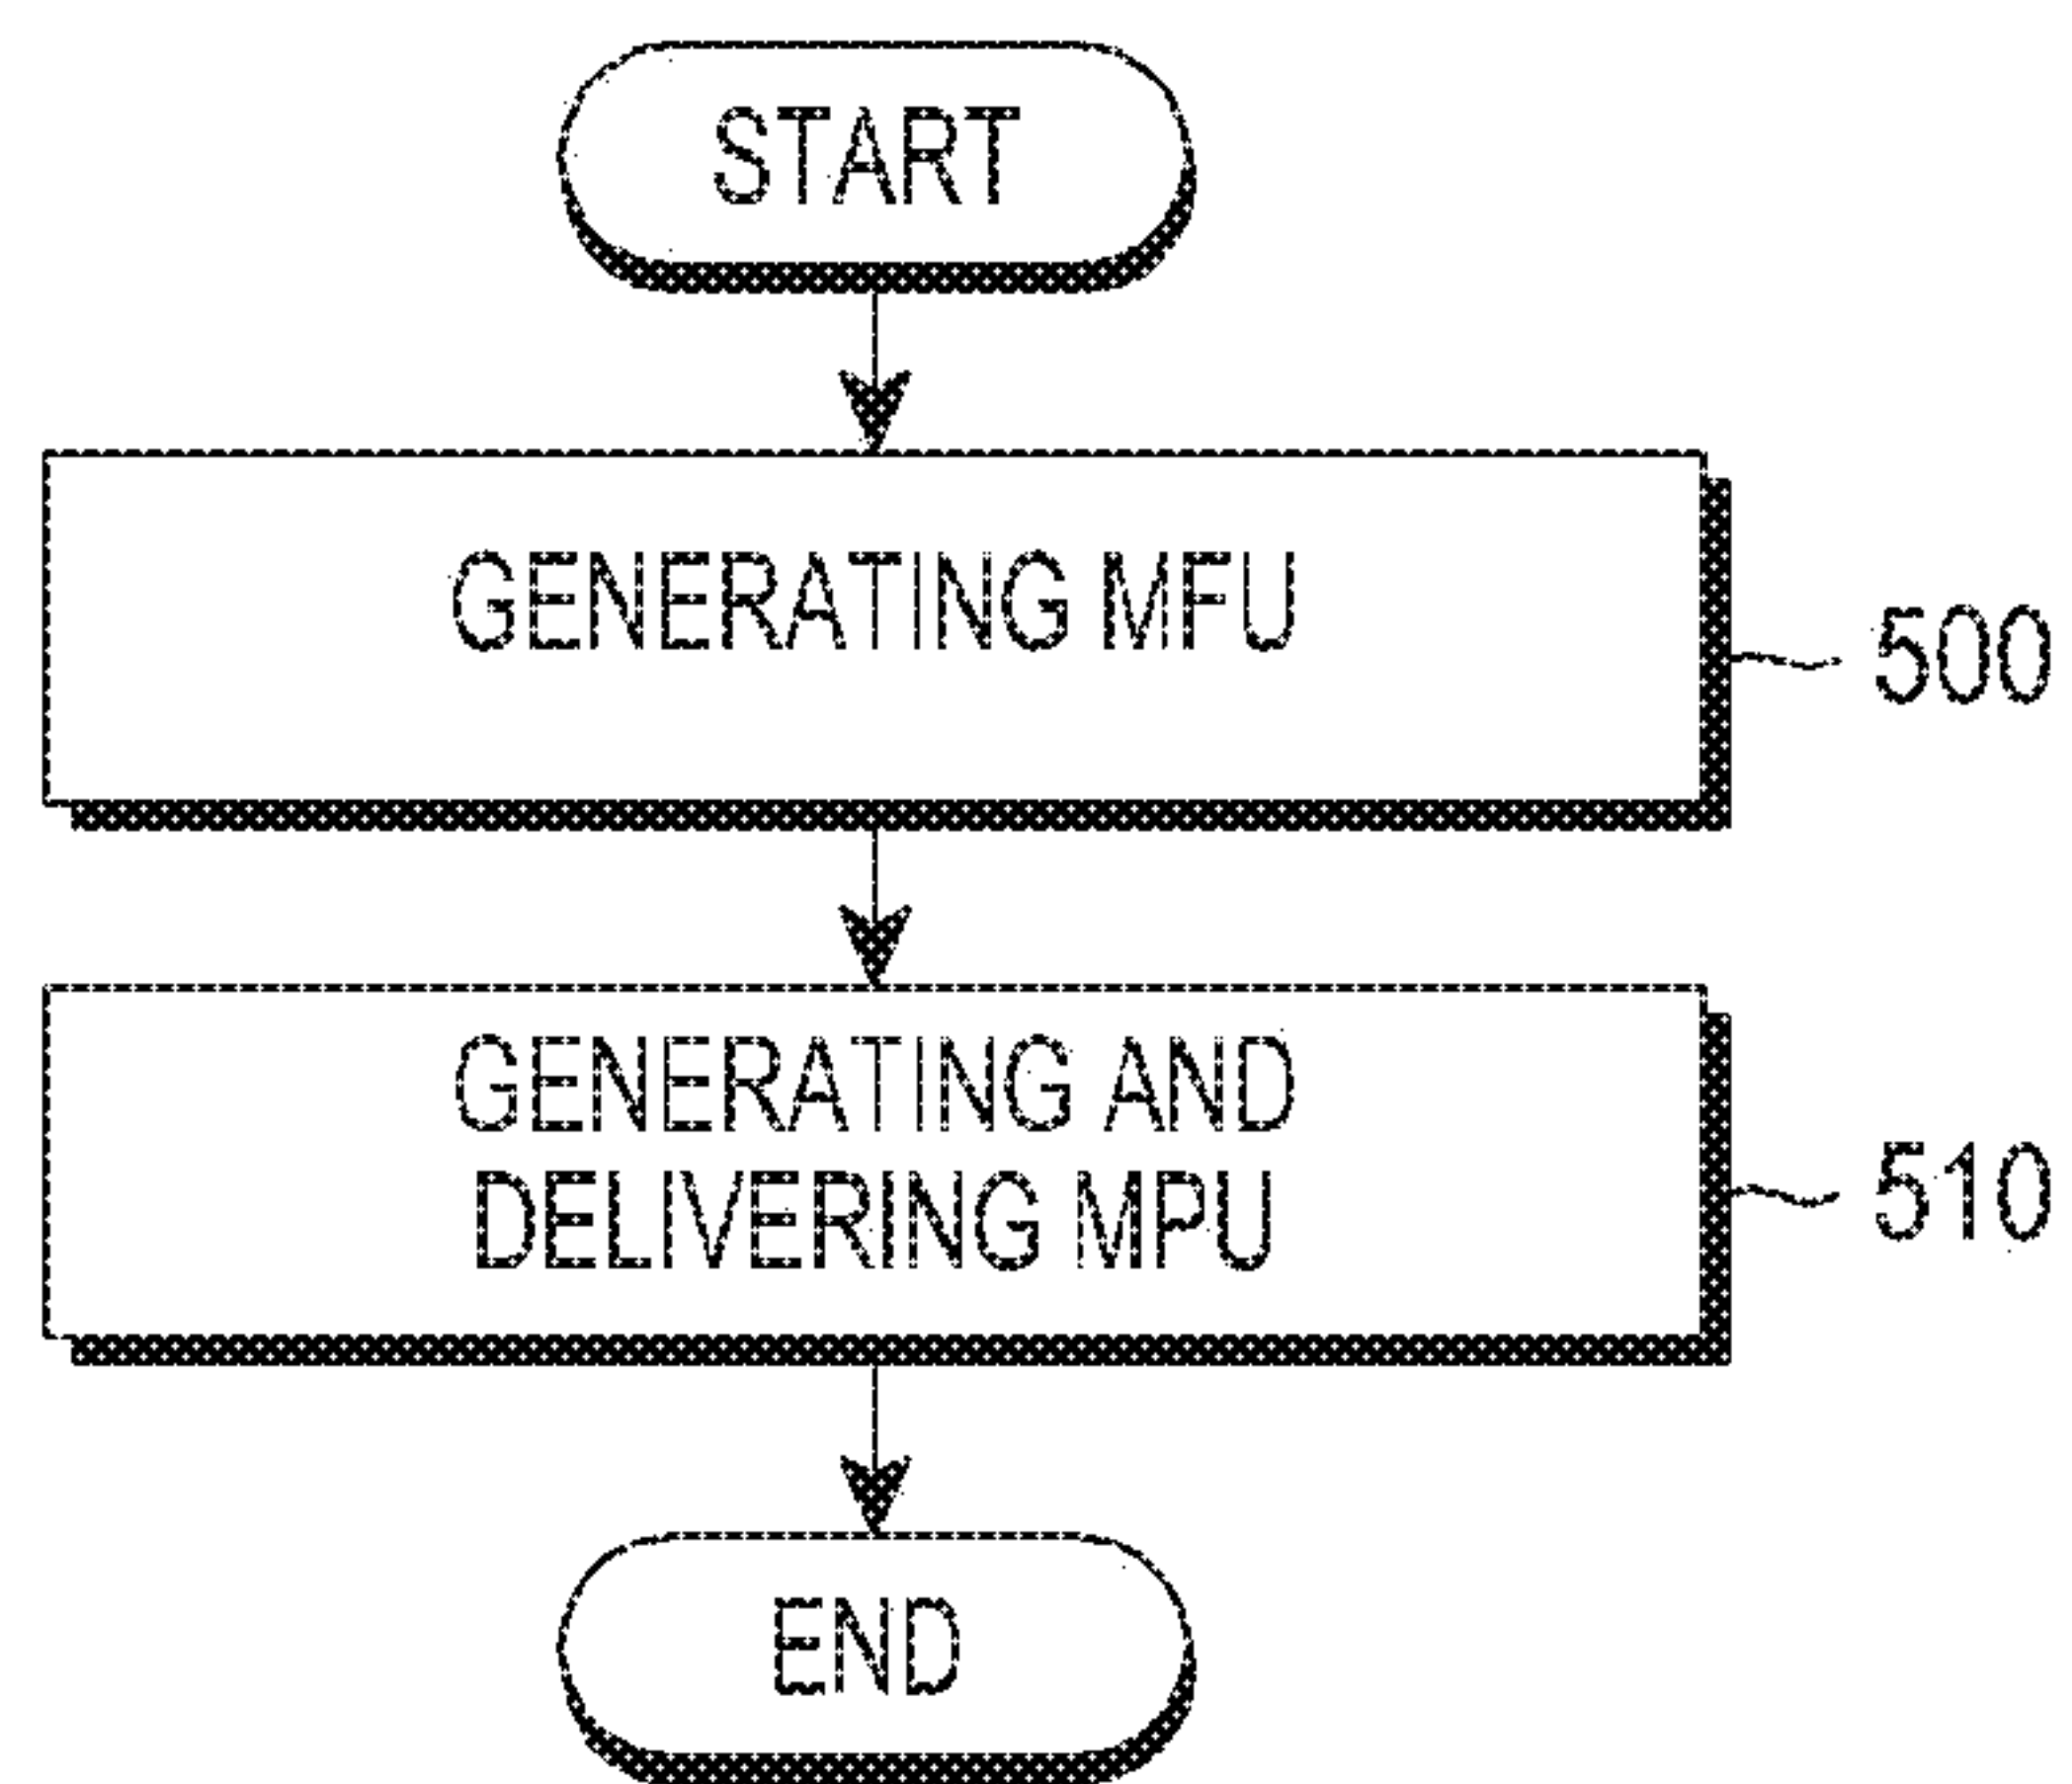 START
GENERATING MFU
500
GENERATING AND
DELIVERING MPU
510
END